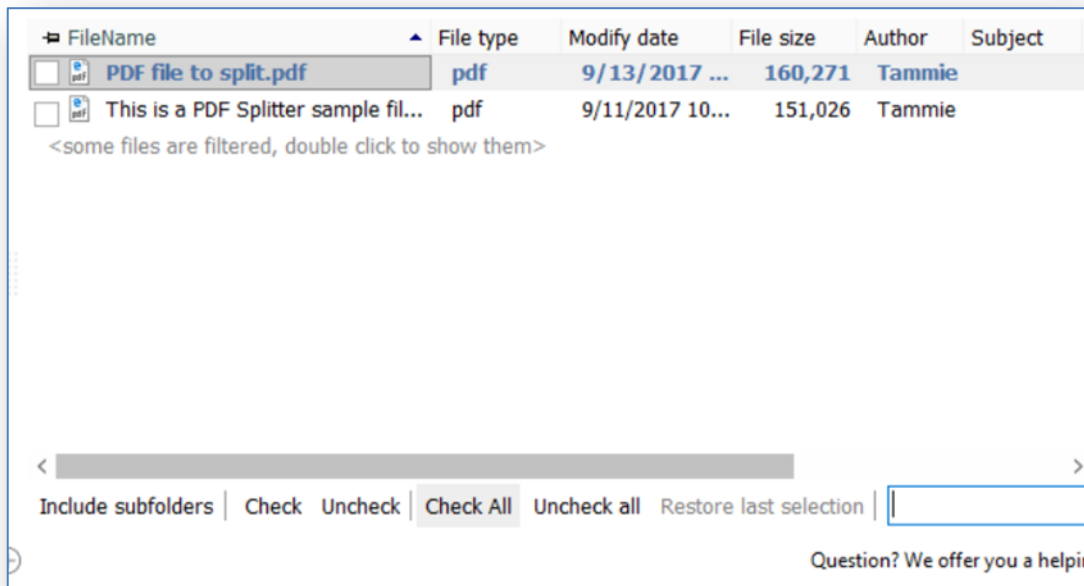 FileName File type Modify date File size Author Subject
PDF file to split.pdf pdf 9/13/2017 ... 160,271 Tammie
This is a PDF Splitter sample fil... pdf 9/11/2017 10... 151,026 Tammie
<some files are filtered, double click to show them>
Include subfolders Check Uncheck Check All Uncheck all Restore last selection
Question? We offer you a helpin